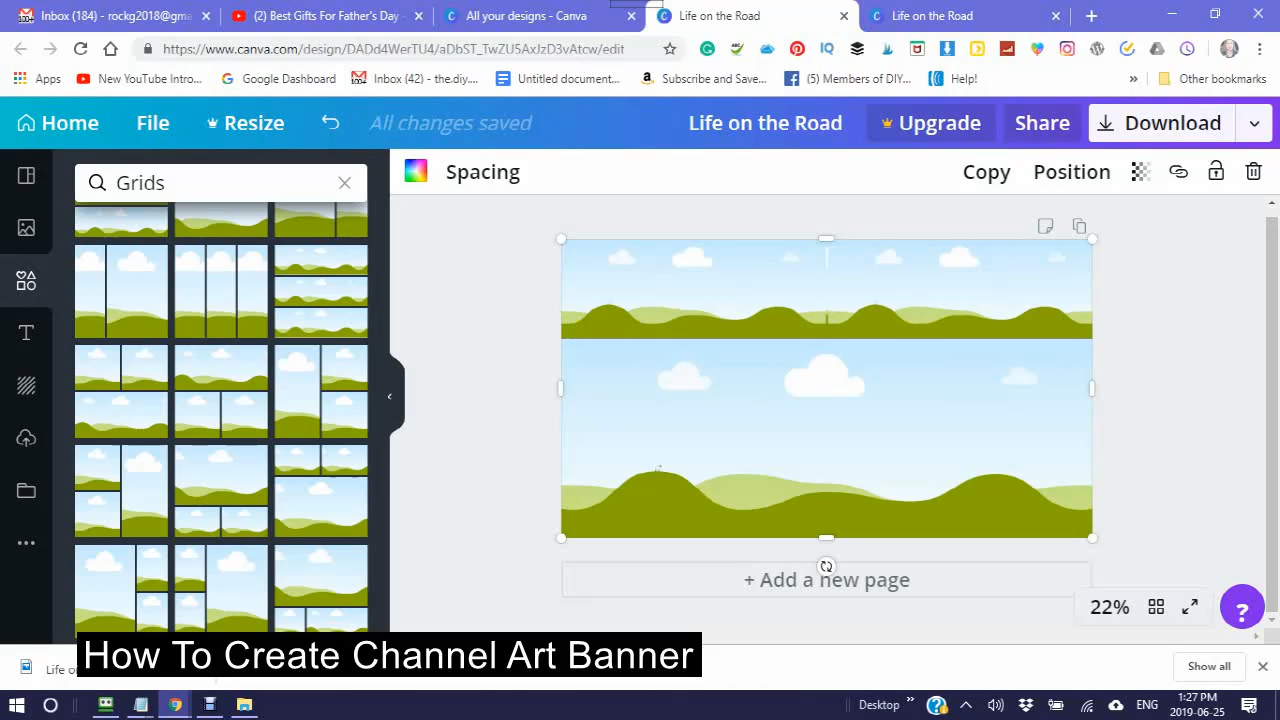 Inbox (184) - rockg2018@gma
(2) Best Gifts For Father's Day -
All your designs - Canva
Life on the Road
Life on the Road
https://www.canva.com/design/DADd4WerTU4/aDbST_TwZU5AxJzD3vAtcw/edit
Apps
New YouTube Intro...
Google Dashboard
Inbox (42) - the.diy,...
Untitled document...
Subscribe and Save...
(5) Members of DIY...
Help!
Other bookmarks
Home
File
Resize
All changes saved
Life on the Road
Upgrade
Share
Download
Grids
Spacing
Copy
Position
+ Add a new page
22%
?
How To Create Channel Art Banner
Life o
Show all
Desktop
ENG
1:27 PM
2019-06-25